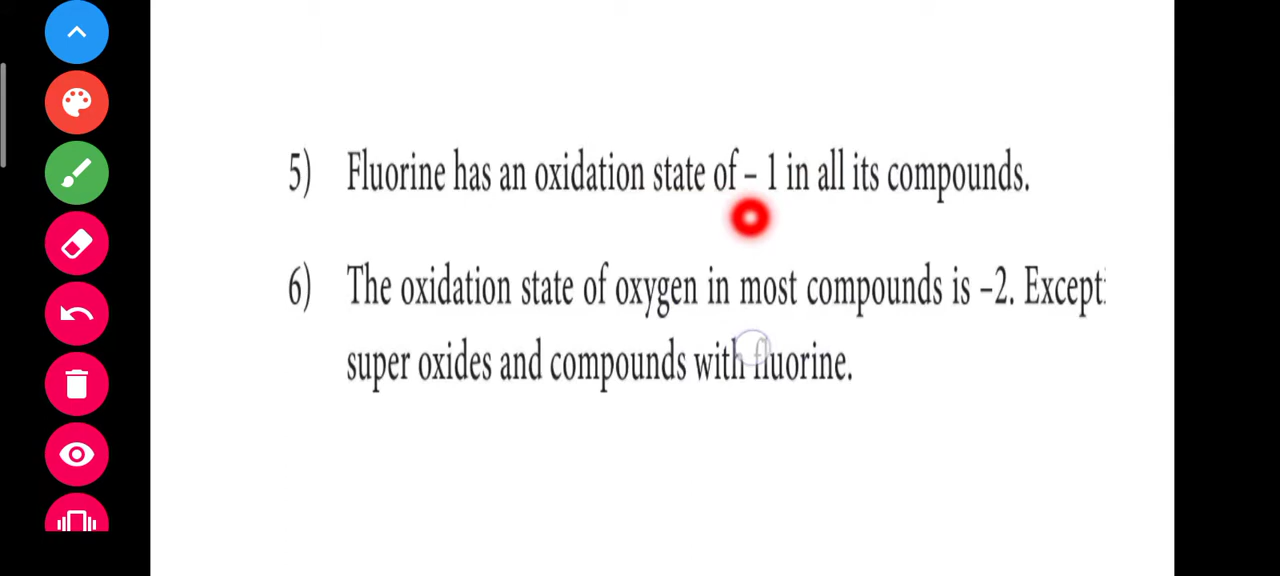 5) Fluorine has an oxidation state of – 1 in all its compounds.
6) The oxidation state of oxygen in most compounds is –2. Except
super oxides and compounds with fluorine.